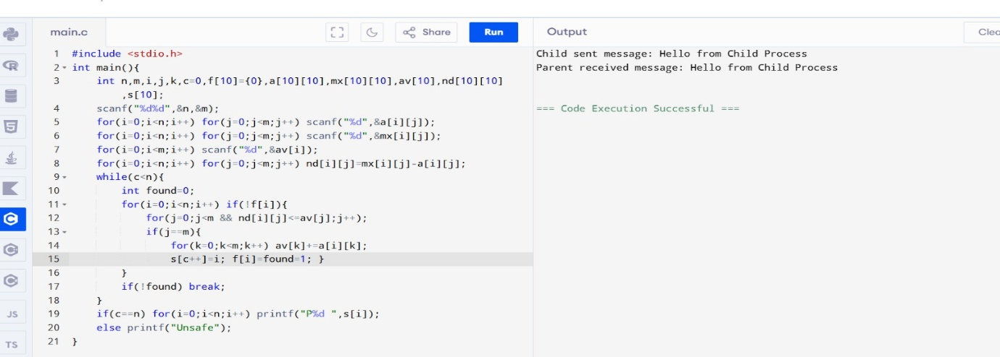 main.c
Share
Run
Output
Clea
1 #include <stdio.h>
2 int main(){
3     int n,m,i,j,k,c=0,f[10]={0},a[10][10],mx[10][10],av[10],nd[10][10]
        ,s[10];
4     scanf("%d%d",&n,&m);
5     for(i=0;i<n;i++) for(j=0;j<m;j++) scanf("%d",&a[i][j]);
6     for(i=0;i<n;i++) for(j=0;j<m;j++) scanf("%d",&mx[i][j]);
7     for(i=0;i<m;i++) scanf("%d",&av[i]);
8     for(i=0;i<n;i++) for(j=0;j<m;j++) nd[i][j]=mx[i][j]-a[i][j];
9     while(c<n){
10         int found=0;
11         for(i=0;i<n;i++) if(!f[i]){
12             for(j=0;j<m && nd[i][j]<=av[j];j++);
13             if(j==m){
14                 for(k=0;k<m;k++) av[k]+=a[i][k];
15                 s[c++]=i; f[i]=found=1; }
16         }
17         if(!found) break;
18     }
19     if(c==n) for(i=0;i<n;i++) printf("P%d ",s[i]);
20     else printf("Unsafe");
21 }
Child sent message: Hello from Child Process
Parent received message: Hello from Child Process
=== Code Execution Successful ===
R
5
C
C
C
JS
TS